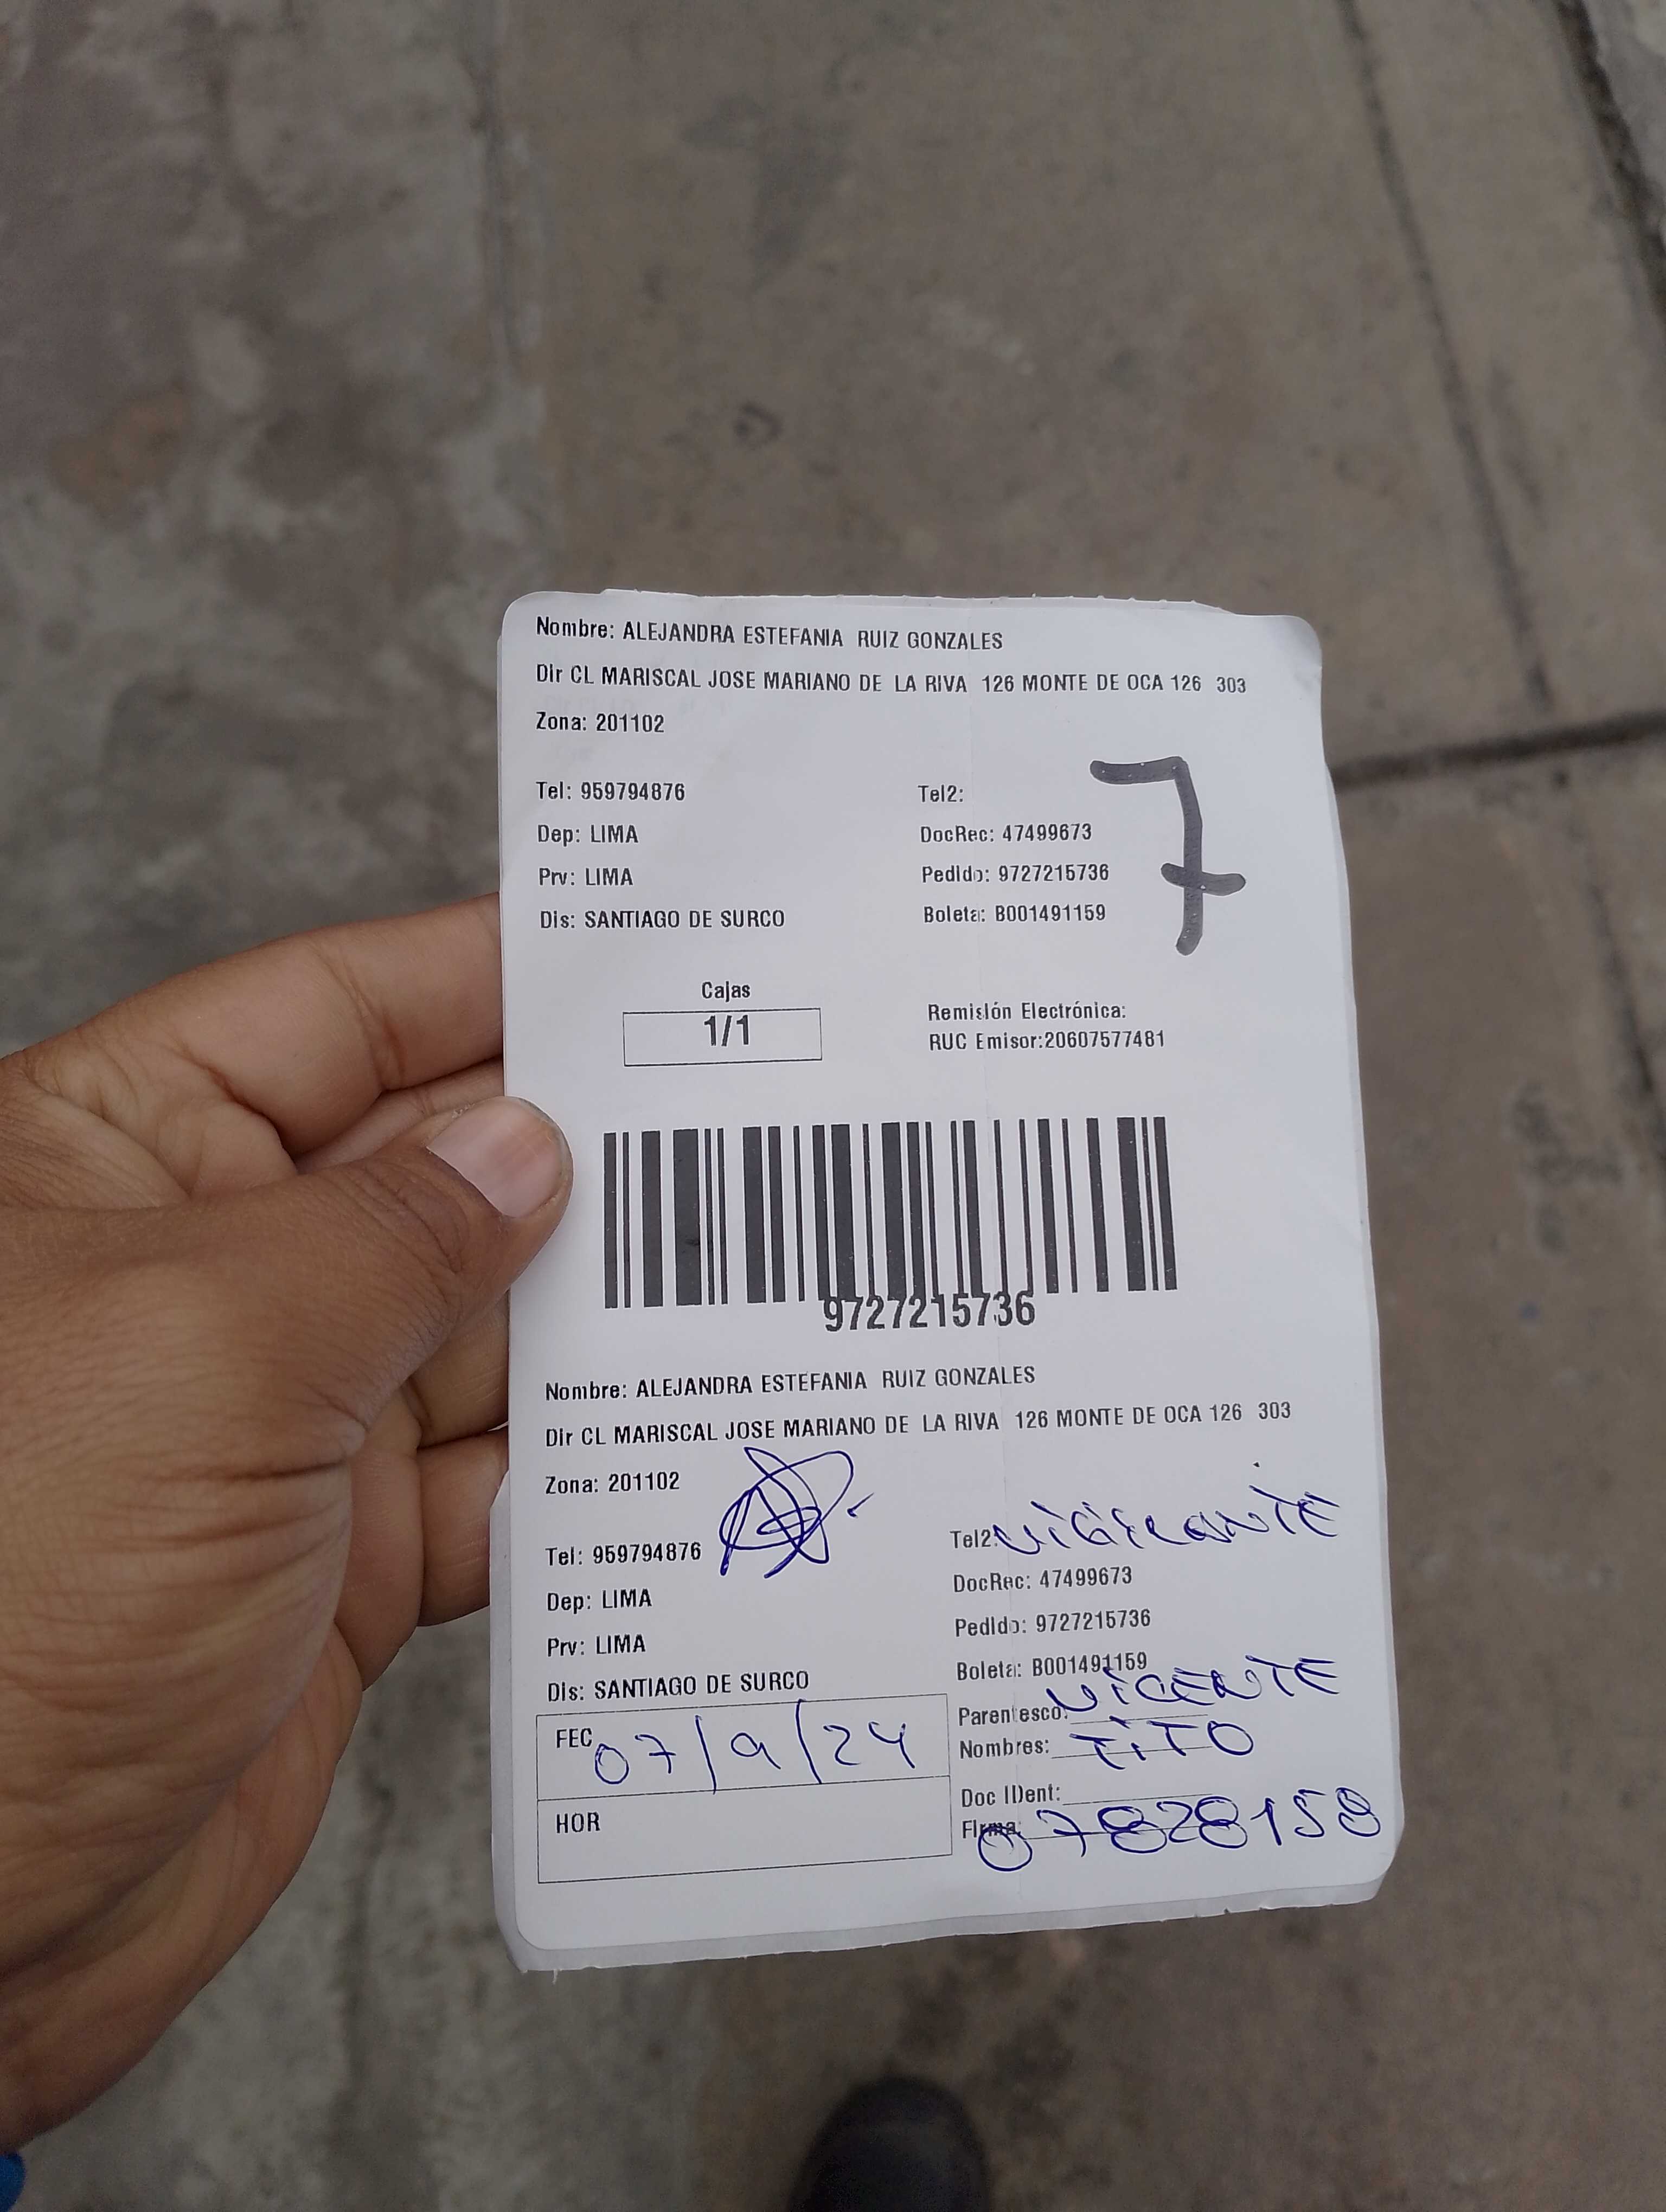 Nombre: ALEJANDRA ESTEFANIA RUIZ GONZALES
Dir CL MARISCAL JOSE MARIANO DE LA RIVA 126 MONTE DE OCA 126 303
Zona: 201102
Tel: 959794876 Tel2:
7
Dep: LIMA DocRec: 47499673
Prv: LIMA Pedido: 9727215736
Dis: SANTIAGO DE SURCO Boleta: B001491159
Cajas
1/1
Remisión Electrónica:
RUC Emisor:20607577481
9727215736
Nombre: ALEJANDRA ESTEFANIA RUIZ GONZALES
Dir CL MARISCAL JOSE MARIANO DE LA RIVA 126 MONTE DE OCA 126 303
Zona: 201102
Tel: 959794876 Tel2: VIGILANTE
Dep: LIMA DocRec: 47499673
Prv: LIMA Pedido: 9727215736
Dis: SANTIAGO DE SURCO Boleta: B001491159
FEC 07/9/24
HOR
Parentesco: VICENTE
Nombres: TITO
Doc IDent:
Firma: 07828158